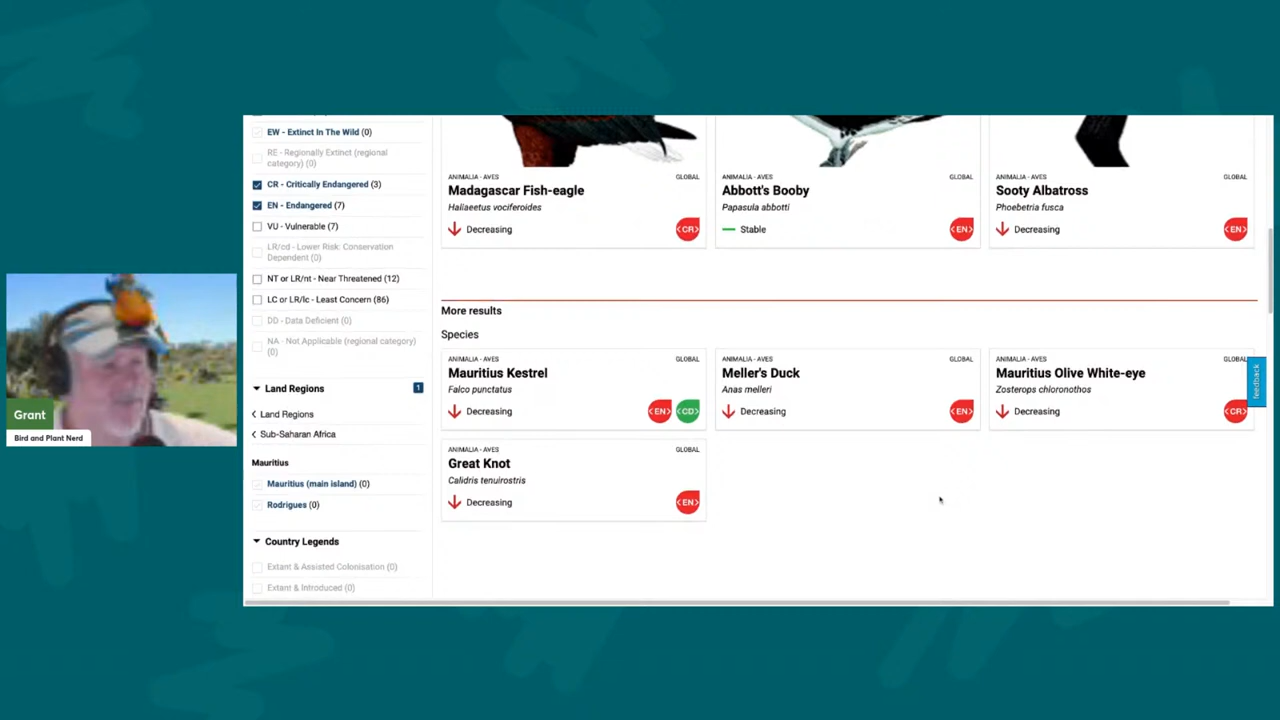 EW - Extinct In The Wild (0)
RE - Regionally Extinct (regional
category) (0)
CR - Critically Endangered (3)
EN - Endangered (7)
VU - Vulnerable (7)
LR/cd - Lower Risk: Conservation
Dependent (0)
NT or LR/nt - Near Threatened (12)
LC or LR/lc - Least Concern (86)
DD - Data Deficient (0)
NA - Not Applicable (regional category)
(0)
Land Regions
1
Land Regions
Sub-Saharan Africa
Mauritius
Mauritius (main island) (0)
Rodrigues (0)
Country Legends
Extant & Assisted Colonisation (0)
Extant & Introduced (0)
ANIMALIA - AVES GLOBAL
Madagascar Fish-eagle
Haliaeetus vociferoides
Decreasing
<CR>
ANIMALIA - AVES GLOBAL
Abbott's Booby
Papasula abbotti
Stable
<EN>
ANIMALIA - AVES GLOBAL
Sooty Albatross
Phoebetria fusca
Decreasing
<EN>
More results
Species
ANIMALIA - AVES GLOBAL
Mauritius Kestrel
Falco punctatus
Decreasing
<EN> <CD>
ANIMALIA - AVES GLOBAL
Meller's Duck
Anas melleri
Decreasing
<EN>
ANIMALIA - AVES GLOBAL
Mauritius Olive White-eye
Zosterops chloronothos
Decreasing
<CR>
ANIMALIA - AVES GLOBAL
Great Knot
Calidris tenuirostris
Decreasing
<EN>
feedback
Grant
Bird and Plant Nerd